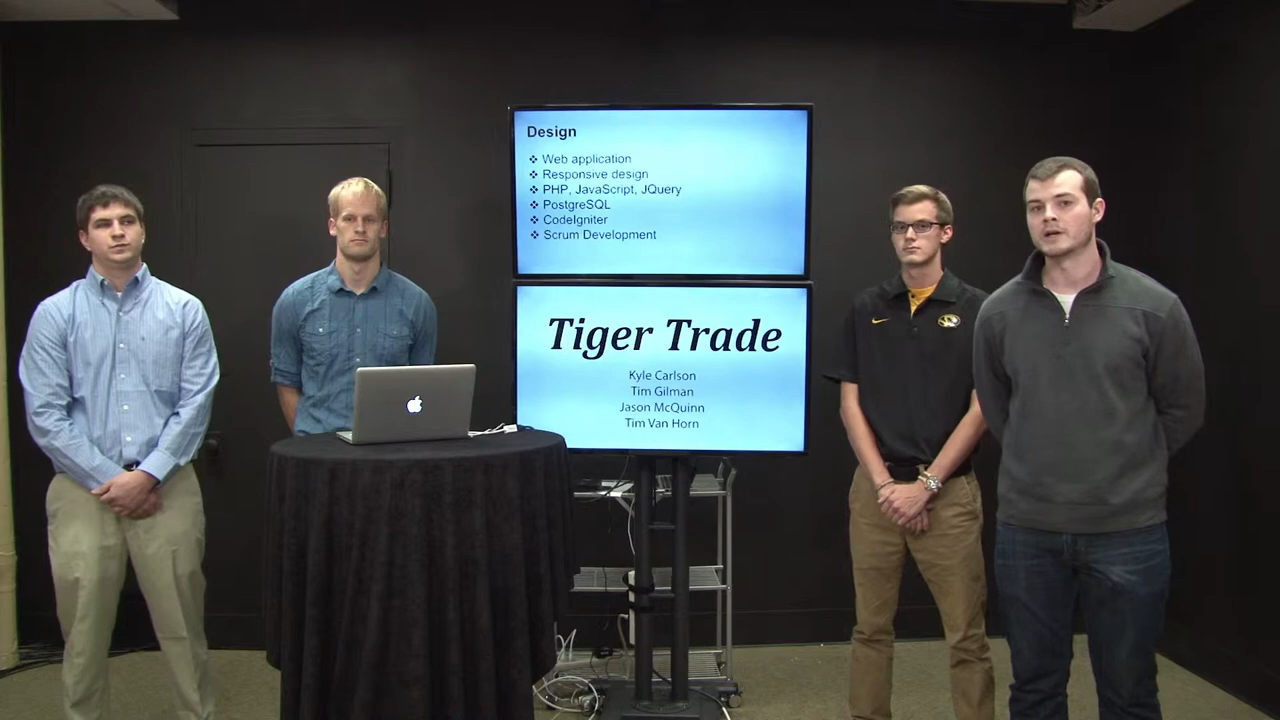 Design
❖ Web application
❖ Responsive design
❖ PHP, JavaScript, JQuery
❖ PostgreSQL
❖ CodeIgniter
❖ Scrum Development
Tiger Trade
Kyle Carlson
Tim Gilman
Jason McQuinn
Tim Van Horn